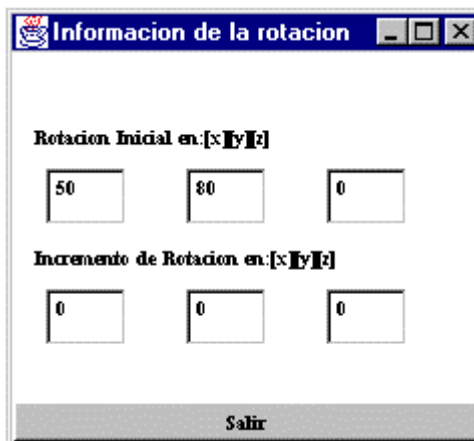 Informacion de la rotacion
Rotacion Inicial en:[x][y][z]
50 80 0
Incremento de Rotacion en:[x][y][z]
0 0 0
Salir